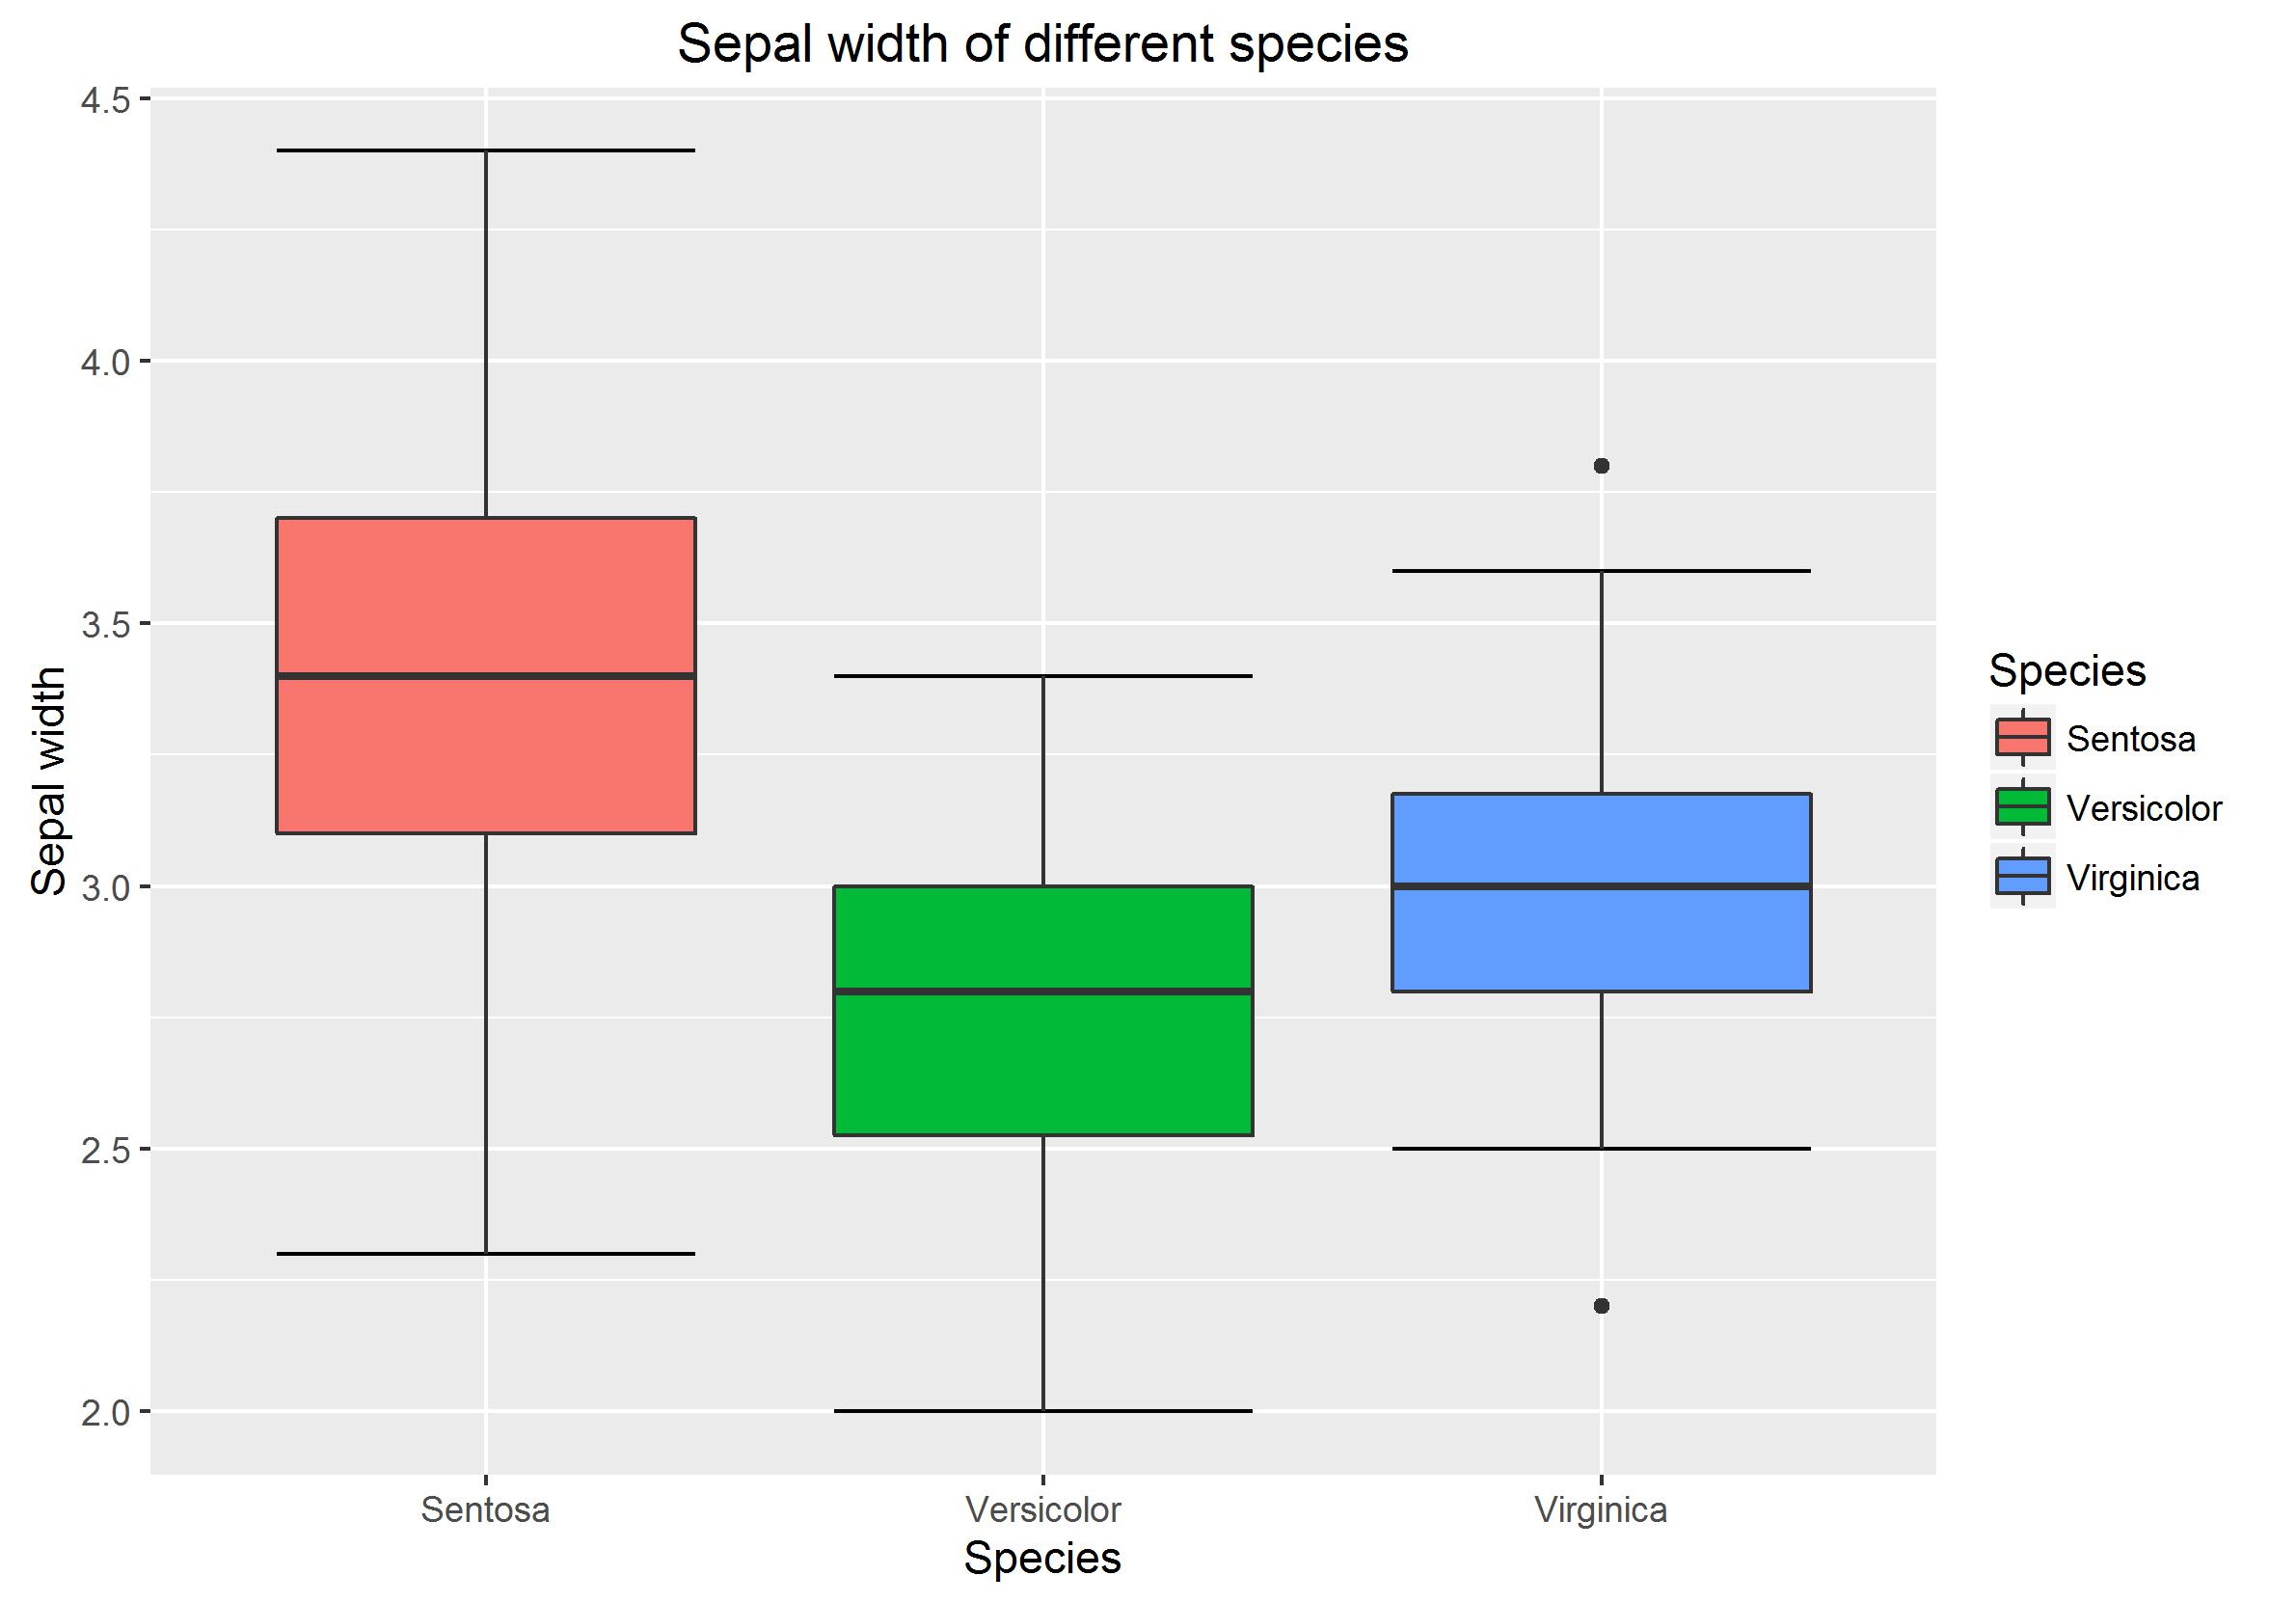 Sepal width of different species
4.5
4.0
3.5
3.0
2.5
2.0
Sepal width
Sentosa
Versicolor
Virginica
Species
Species
Sentosa
Versicolor
Virginica